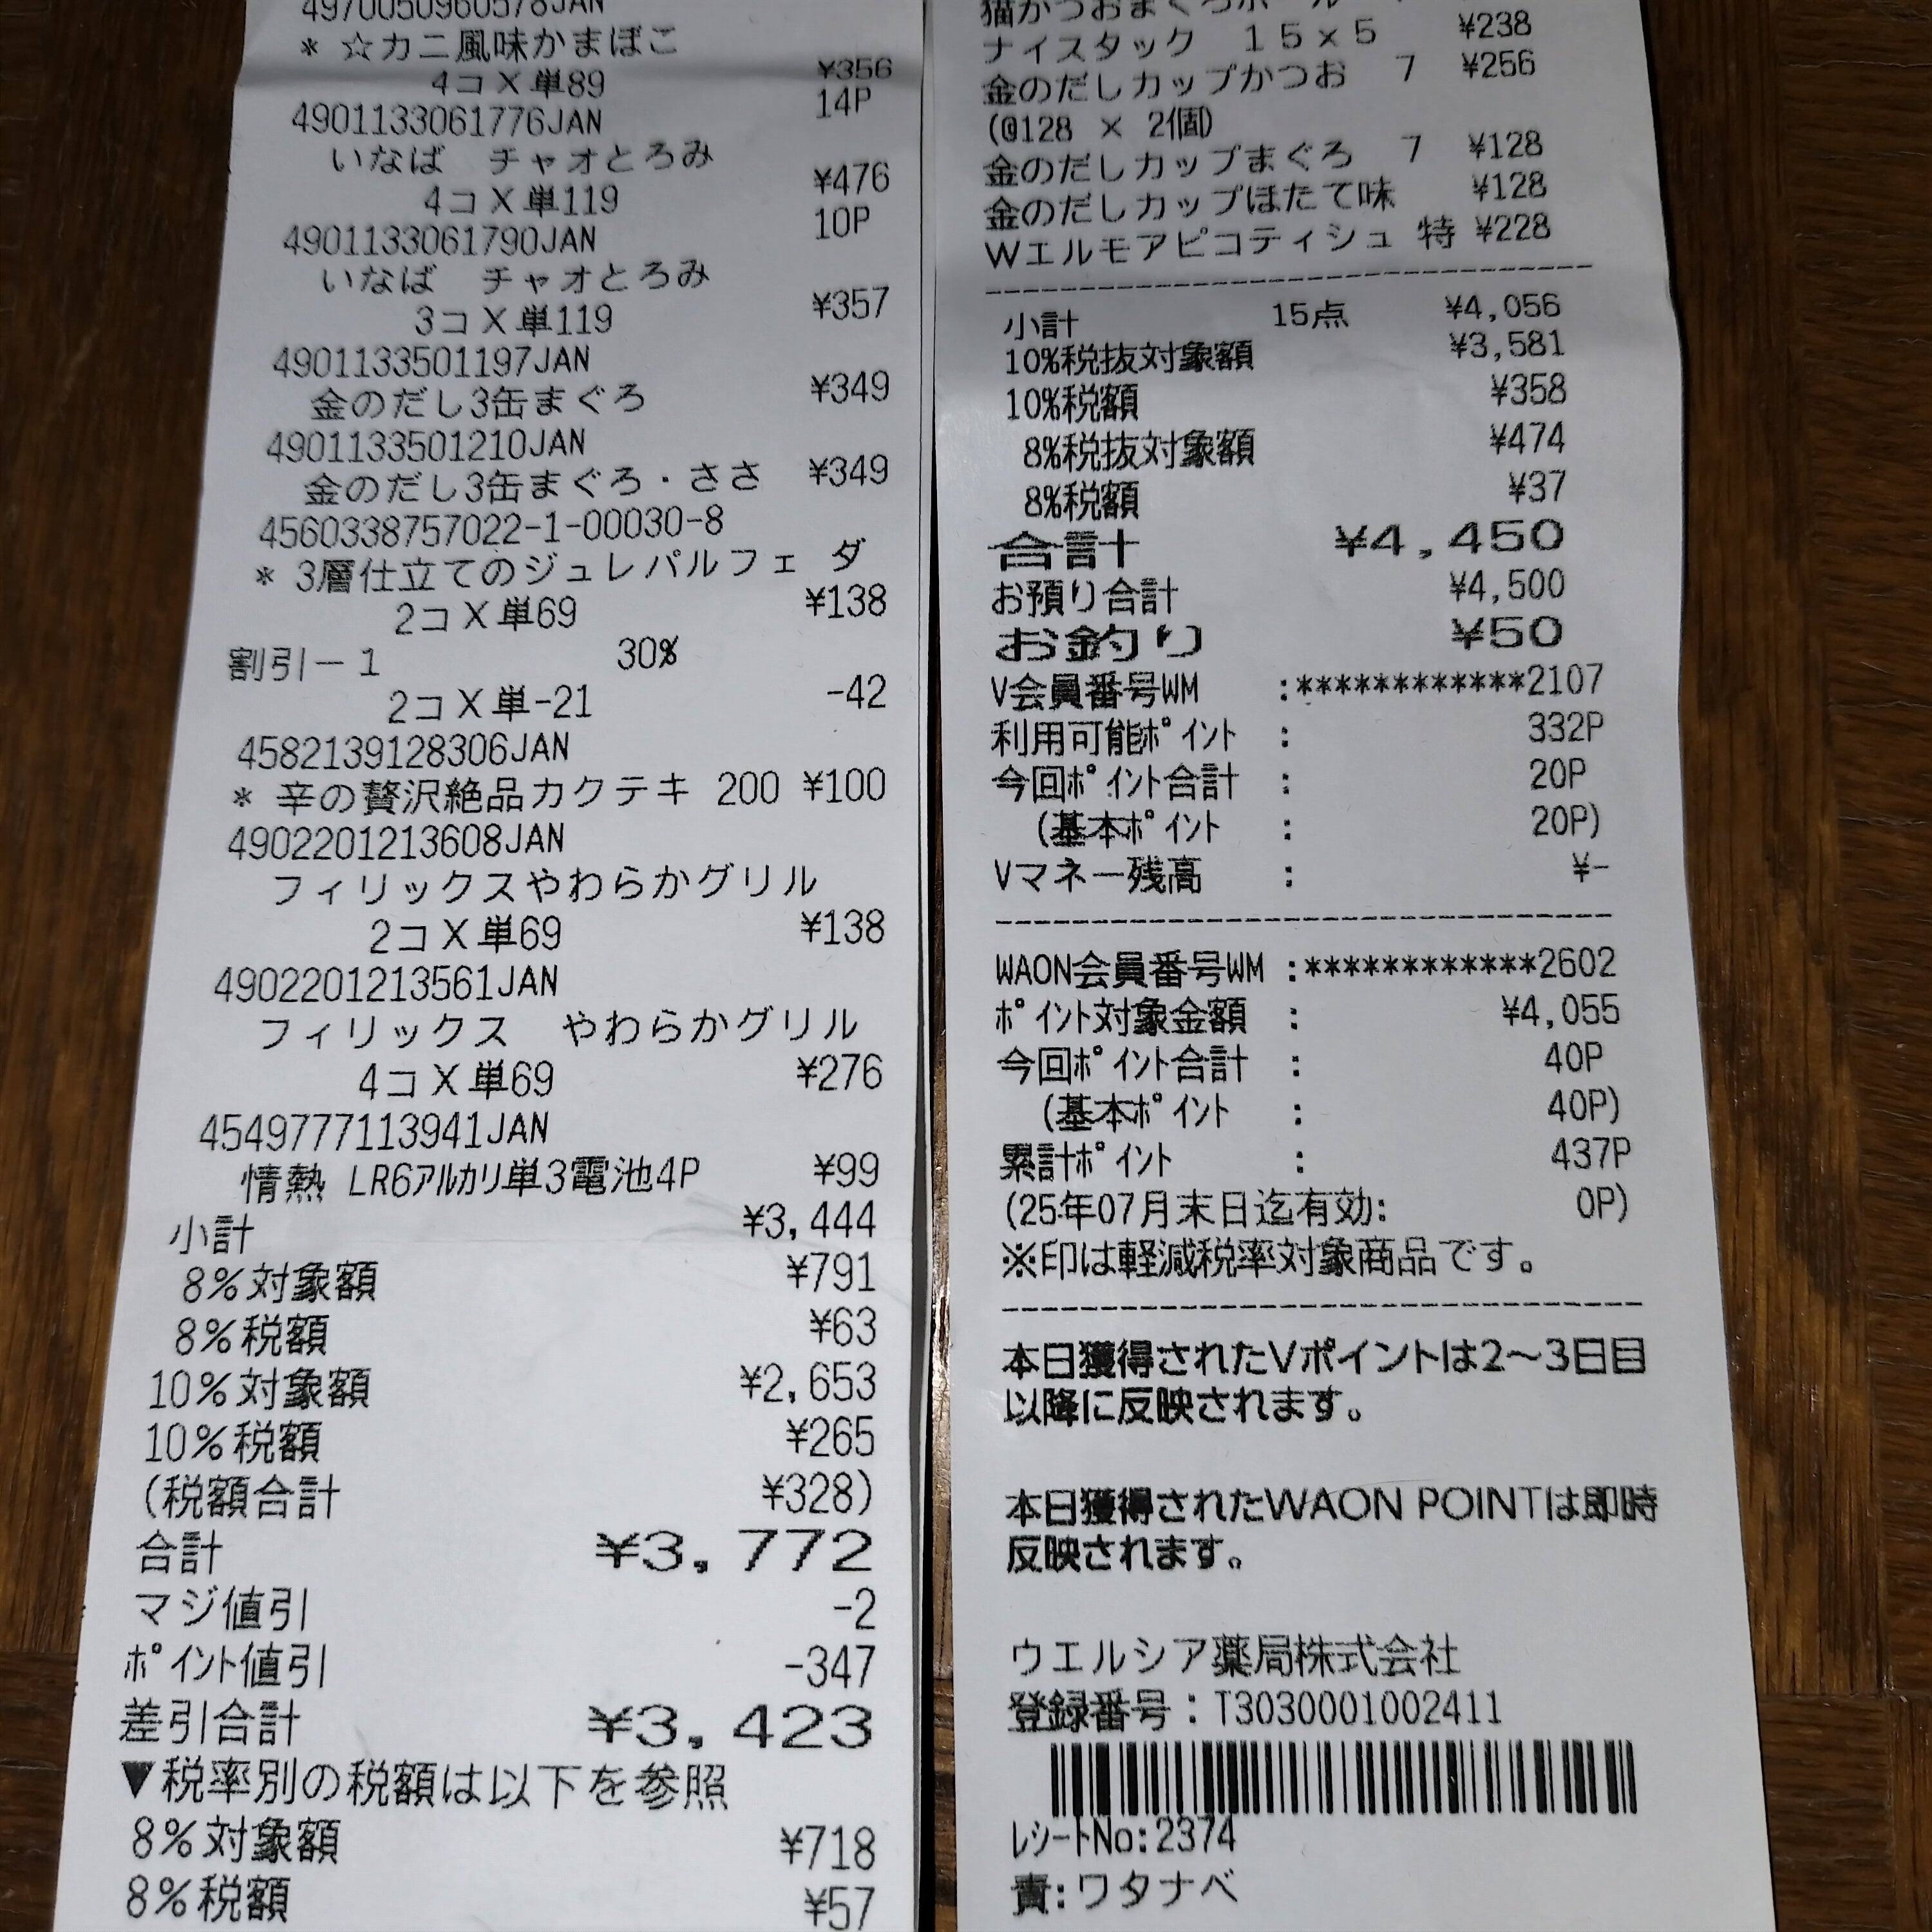 4970050960578JAN
* ☆カニ風味かまぼこ
4コX単89 ¥356
14P
4901133061776JAN
いなば チャオとろみ
4コX単119 ¥476
10P
4901133061790JAN
いなば チャオとろみ
3コX単119 ¥357
4901133501197JAN
金のだし3缶まぐろ ¥349
4901133501210JAN
金のだし3缶まぐろ・ささ ¥349
4560338757022-1-00030-8
* 3層仕立てのジュレパルフェ ダ
2コX単69 ¥138
割引-1 30%
2コX単-21 -42
4582139128306JAN
* 辛の贅沢絶品カクテキ 200 ¥100
4902201213608JAN
フィリックスやわらかグリル
2コX単69 ¥138
4902201213561JAN
フィリックス やわらかグリル
4コX単69 ¥276
4549777113941JAN
情熱 LR6アルカリ単3電池4P ¥99
小計 ¥3,444
8%対象額 ¥791
8%税額 ¥63
10%対象額 ¥2,653
10%税額 ¥265
(税額合計 ¥328)
合計 ¥3,772
マジ値引 -2
ポイント値引 -347
差引合計 ¥3,423
▼税率別の税額は以下を参照
8%対象額 ¥718
8%税額 ¥57
猫かつおまぐろボール
ナイスタック 15×5 ¥238
金のだしカップかつお 7 ¥256
(@128 × 2個)
金のだしカップまぐろ 7 ¥128
金のだしカップほたて味 ¥128
Wエルモアピコティシュ 特 ¥228
小計 15点 ¥4,056
10%税抜対象額 ¥3,581
10%税額 ¥358
8%税抜対象額 ¥474
8%税額 ¥37
合計 ¥4,450
お預り合計 ¥4,500
お釣り ¥50
V会員番号WM :************2107
利用可能ポイント : 332P
今回ポイント合計 : 20P
(基本ポイント : 20P)
Vマネー残高 : ¥-
WAON会員番号WM :************2602
ポイント対象金額 : ¥4,055
今回ポイント合計 : 40P
(基本ポイント : 40P)
累計ポイント : 437P
(25年07月末日迄有効: 0P)
※印は軽減税率対象商品です。
本日獲得されたVポイントは2～3日目
以降に反映されます。
本日獲得されたWAON POINTは即時
反映されます。
ウエルシア薬局株式会社
登録番号:T3030001002411
レシートNo:2374
責:ワタナベ